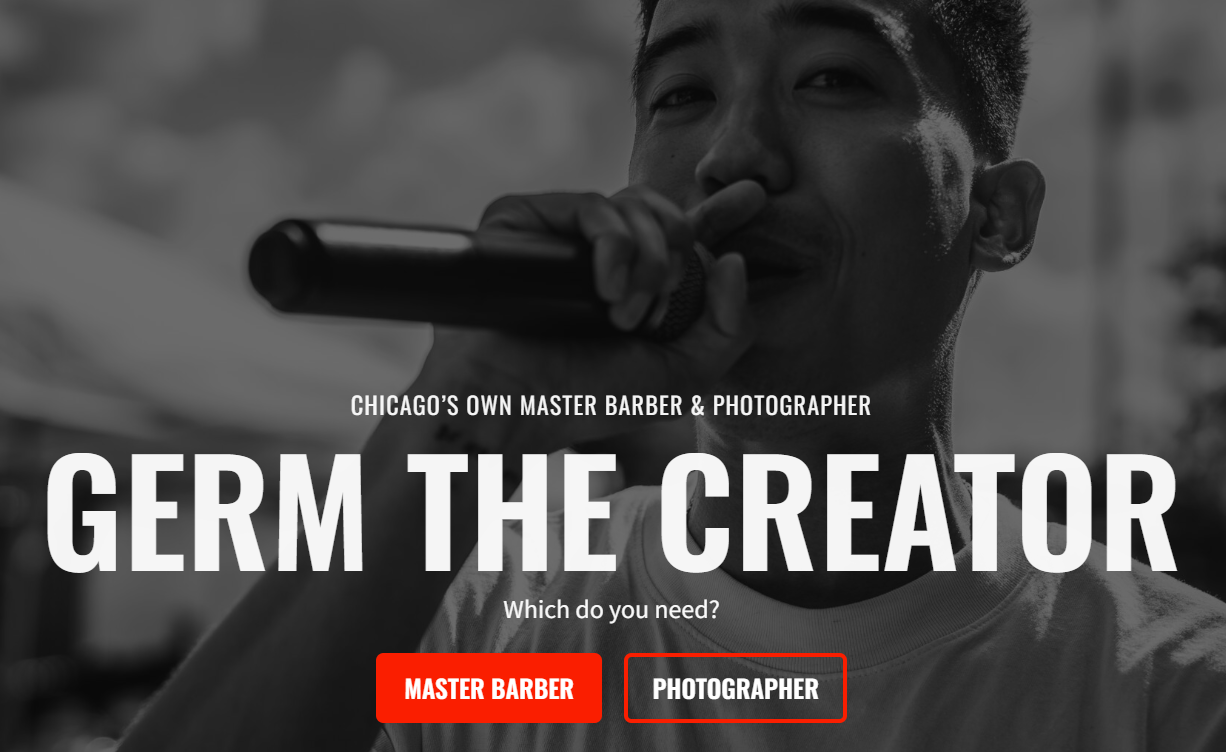 CHICAGO’S OWN MASTER BARBER & PHOTOGRAPHER
GERM THE CREATOR
Which do you need?
MASTER BARBER
PHOTOGRAPHER